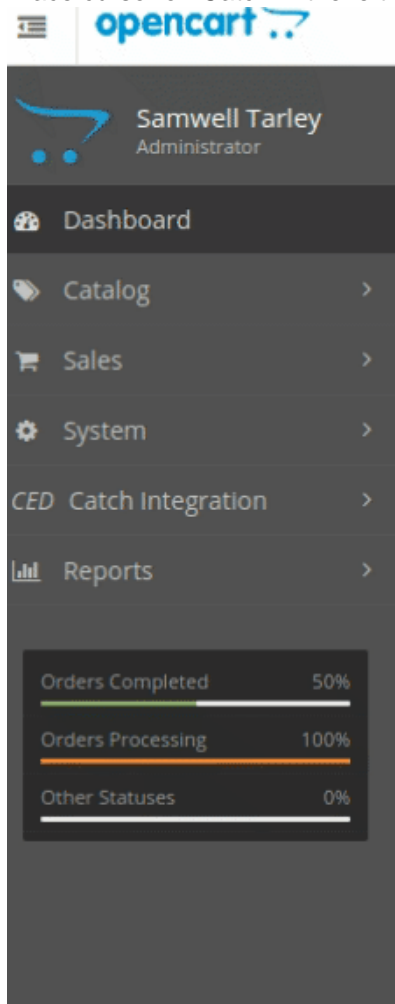 opencart
Samwell Tarley
Administrator
Dashboard
Catalog
Sales
System
CED Catch Integration
Reports
Orders Completed 50%
Orders Processing 100%
Other Statuses 0%